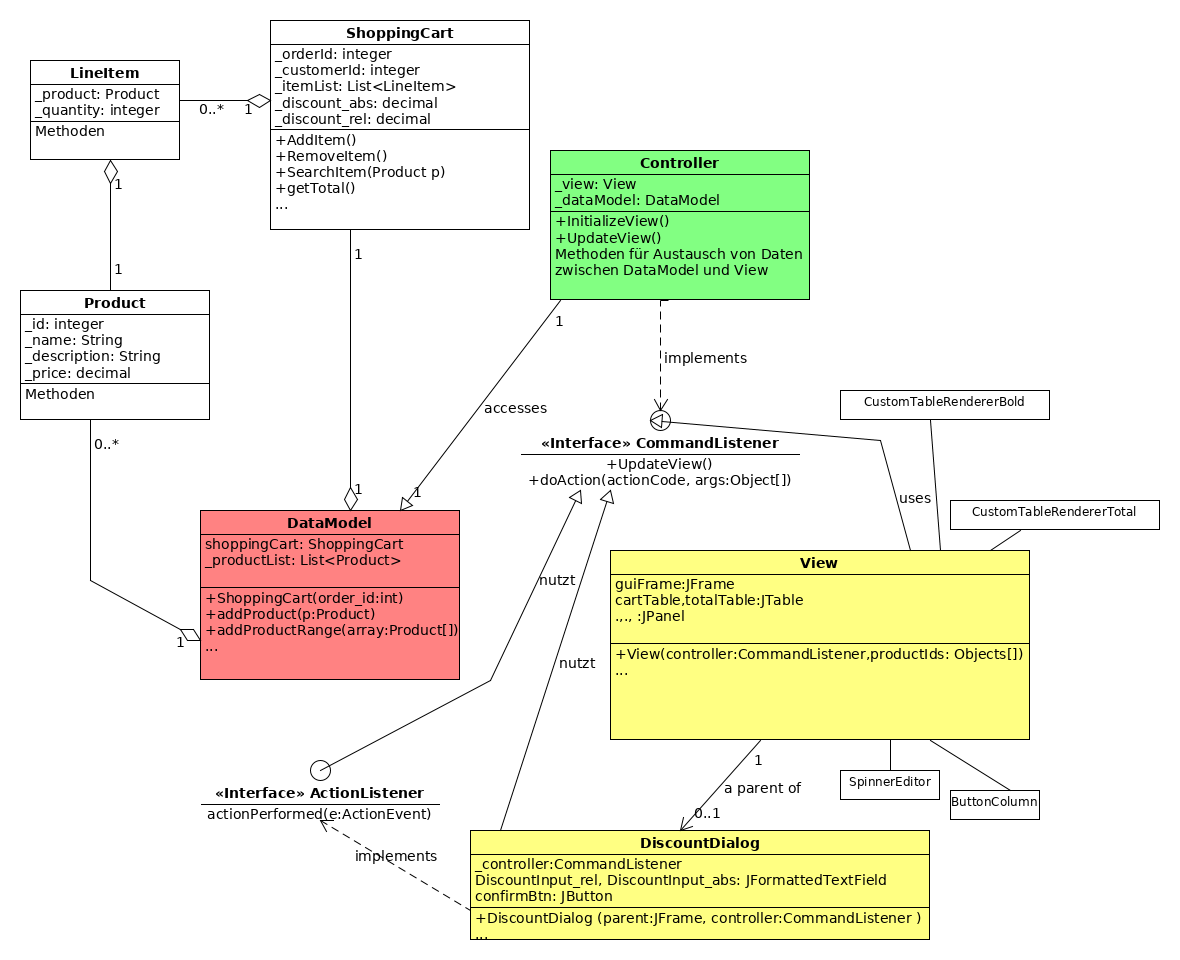 ShoppingCart
_orderId: integer
_customerId: integer
_itemList: List<LineItem>
_discount_abs: decimal
_discount_rel: decimal
+AddItem()
+RemoveItem()
+SearchItem(Product p)
+getTotal()
...
LineItem
_product: Product
_quantity: integer
Methoden
0..*
1
1
1
Product
_id: integer
_name: String
_description: String
_price: decimal
Methoden
0..*
1
1
1
Controller
_view: View
_dataModel: DataModel
+InitializeView()
+UpdateView()
Methoden für Austausch von Daten
zwischen DataModel und View
1
accesses
1
implements
«Interface» CommandListener
+UpdateView()
+doAction(actionCode, args:Object[])
CustomTableRendererBold
uses
CustomTableRendererTotal
DataModel
shoppingCart: ShoppingCart
_productList: List<Product>
+ShoppingCart(order_id:int)
+addProduct(p:Product)
+addProductRange(array:Product[])
...
nutzt
nutzt
View
guiFrame:JFrame
cartTable,totalTable:JTable
.,., :JPanel
+View(controller:CommandListener,productIds: Objects[])
...
1
a parent of
0..1
SpinnerEditor
ButtonColumn
«Interface» ActionListener
actionPerformed(e:ActionEvent)
implements
DiscountDialog
_controller:CommandListener
DiscountInput_rel, DiscountInput_abs: JFormattedTextField
confirmBtn: JButton
+DiscountDialog (parent:JFrame, controller:CommandListener )
...